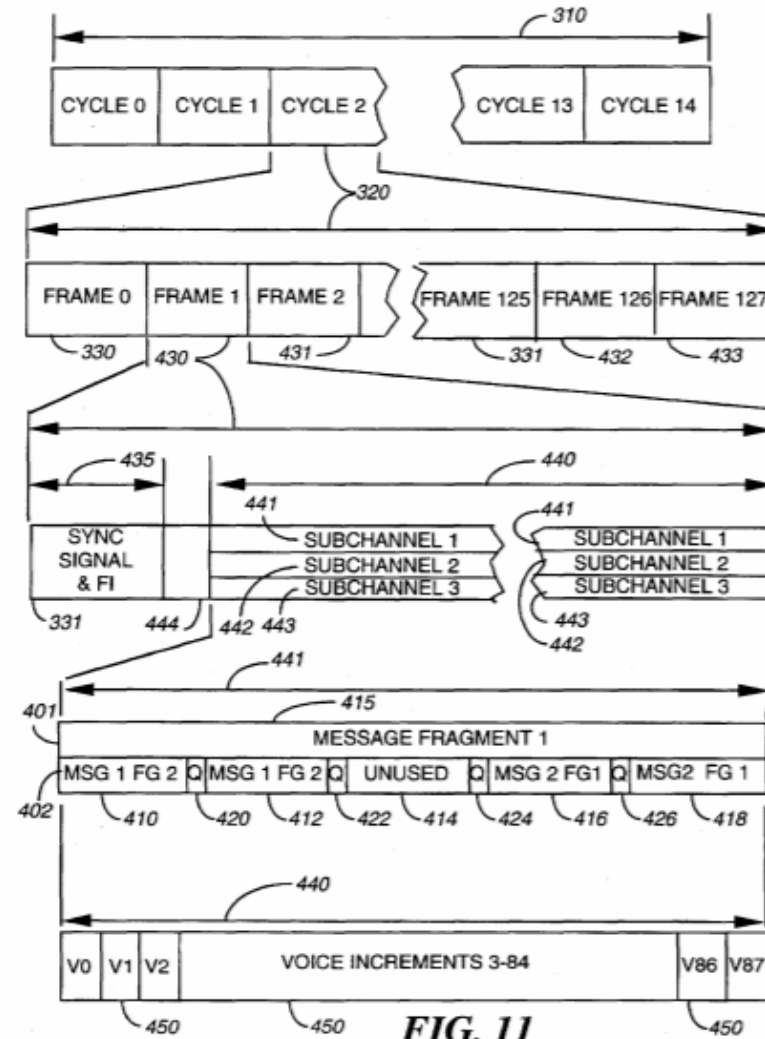 310
CYCLE 0 CYCLE 1 CYCLE 2 CYCLE 13 CYCLE 14
320
FRAME 0 FRAME 1 FRAME 2 FRAME 125 FRAME 126 FRAME 127
330 430 431 331 432 433
435 440
441 441
SYNC SIGNAL & FI
SUBCHANNEL 1 SUBCHANNEL 1
SUBCHANNEL 2 SUBCHANNEL 2
SUBCHANNEL 3 SUBCHANNEL 3
331 444 442 443 443
442
441
401 415
MESSAGE FRAGMENT 1
MSG 1 FG 2 Q MSG 1 FG 2 Q UNUSED Q MSG 2 FG1 Q MSG2 FG 1
402 410 420 412 422 414 424 416 426 418
440
V0 V1 V2 VOICE INCREMENTS 3-84 V86 V87
450 450 450
FIG. 11